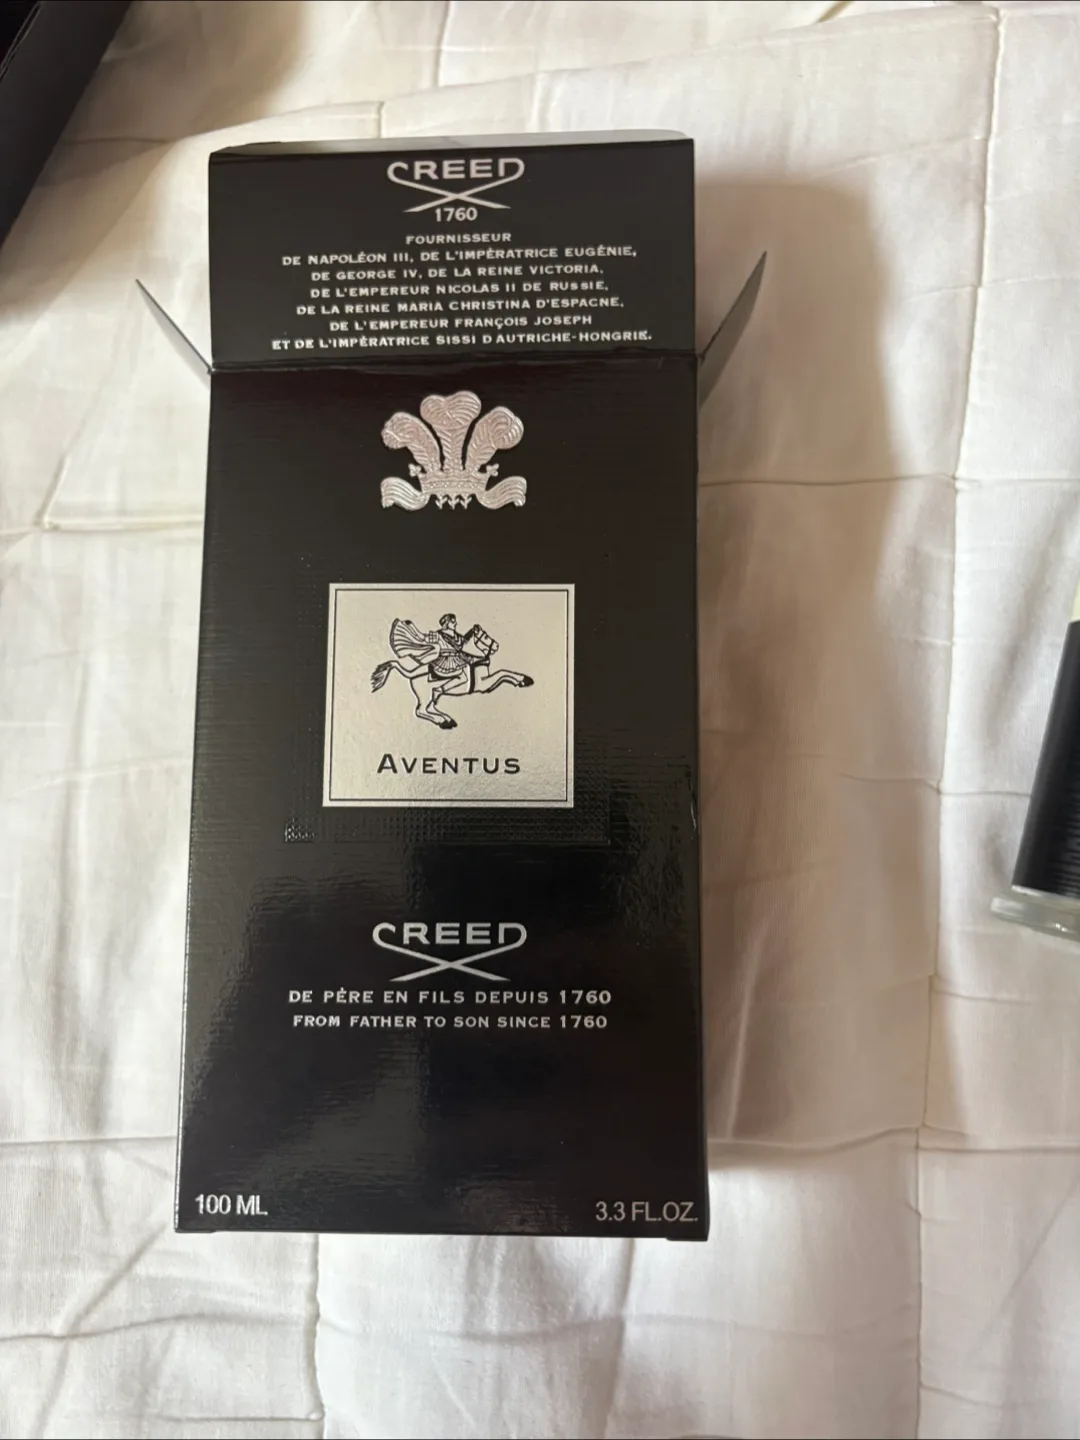 CREED
1760
FOURNISSEUR
DE NAPOLÉON III, DE L'IMPÉRATRICE EUGÉNIE,
DE GEORGE IV, DE LA REINE VICTORIA,
DE L'EMPEREUR NICOLAS II DE RUSSIE,
DE LA REINE MARIA CHRISTINA D'ESPACNE,
DE L'EMPEREUR FRANÇOIS JOSEPH
ET DE L'IMPÉRATRICE SISSI D'AUTRICHE-HONGRIE.
AVENTUS
CREED
DE PÈRE EN FILS DEPUIS 1760
FROM FATHER TO SON SINCE 1760
100 ML
3.3 FL.OZ.